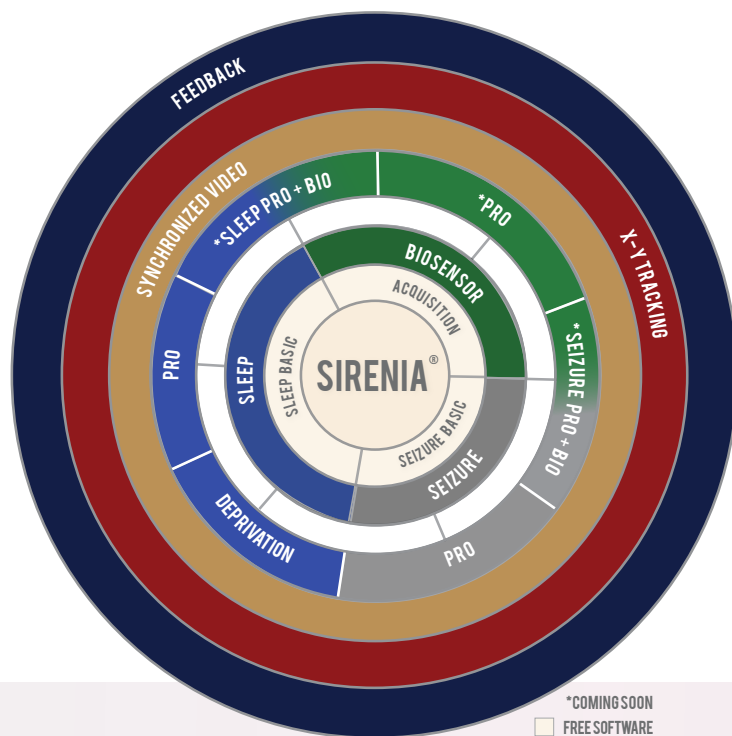 FEEDBACK
X-Y TRACKING
SYNCHRONIZED VIDEO
*SLEEP PRO + BIO
*PRO
*SEIZURE PRO + BIO
PRO
DEPRIVATION
PRO
BIOSENSOR
SLEEP
SEIZURE
ACQUISITION
SLEEP BASIC
SEIZURE BASIC
SIRENIA®
*COMING SOON
FREE SOFTWARE